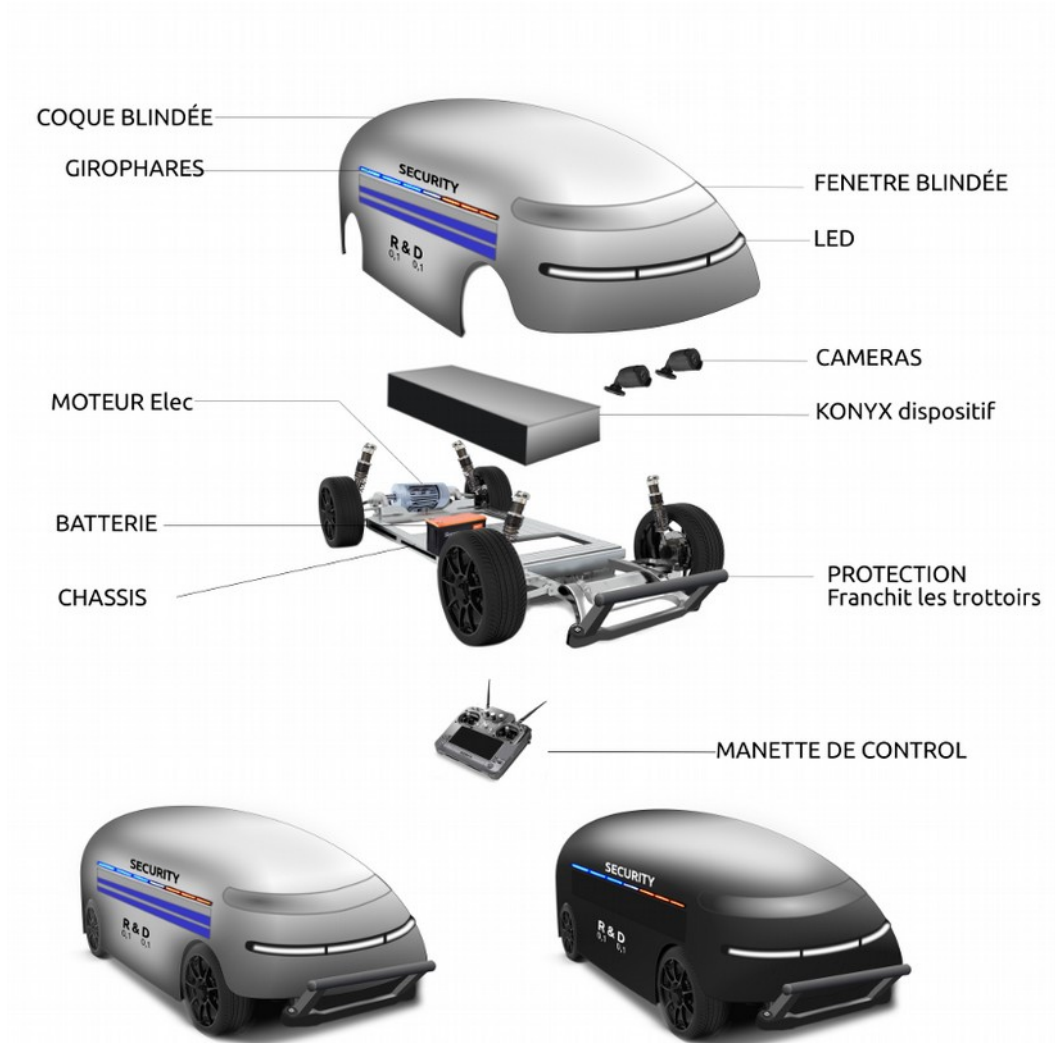 COQUE BLINDÉE
GIROPHARES
SECURITY
R & D
0,1 0,1
FENETRE BLINDÉE
LED
CAMERAS
MOTEUR Elec
KONYX dispositif
BATTERIE
CHASSIS
PROTECTION
Franchit les trottoirs
MANETTE DE CONTROL
SECURITY
R & D
0,1 0,1
SECURITY
R & D
0,1 0,1